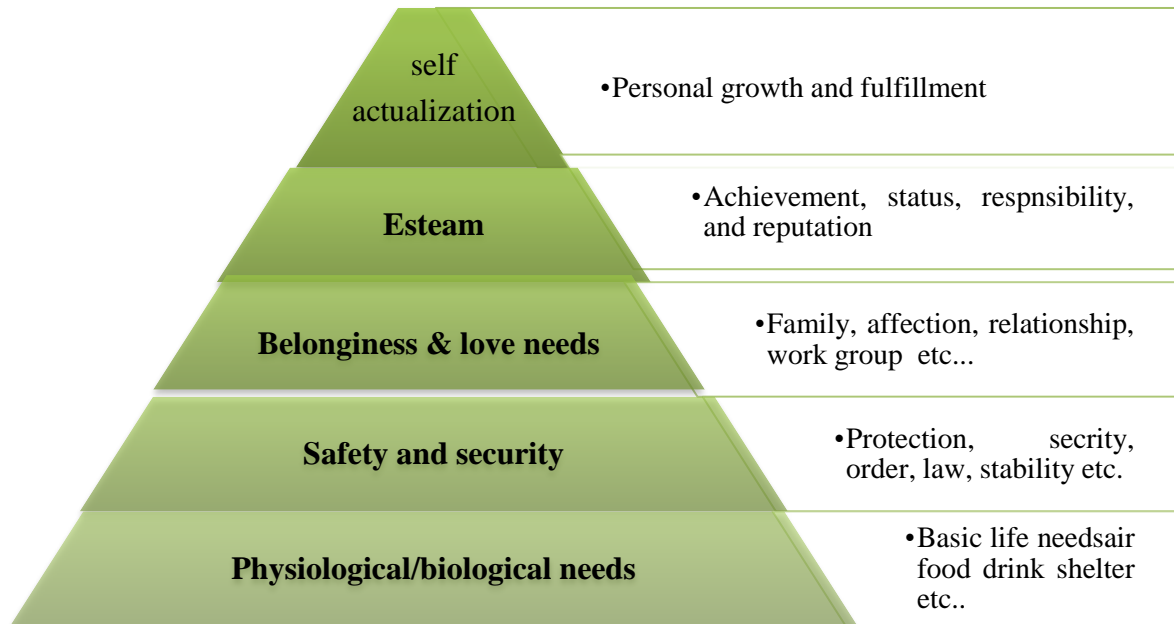 self
actualization
•Personal growth and fulfillment
Esteam
•Achievement, status, respnsibility,
and reputation
Belonginess & love needs
•Family, affection, relationship,
work group etc...
Safety and security
•Protection, secrity,
order, law, stability etc.
Physiological/biological needs
•Basic life needsair
food drink shelter
etc..